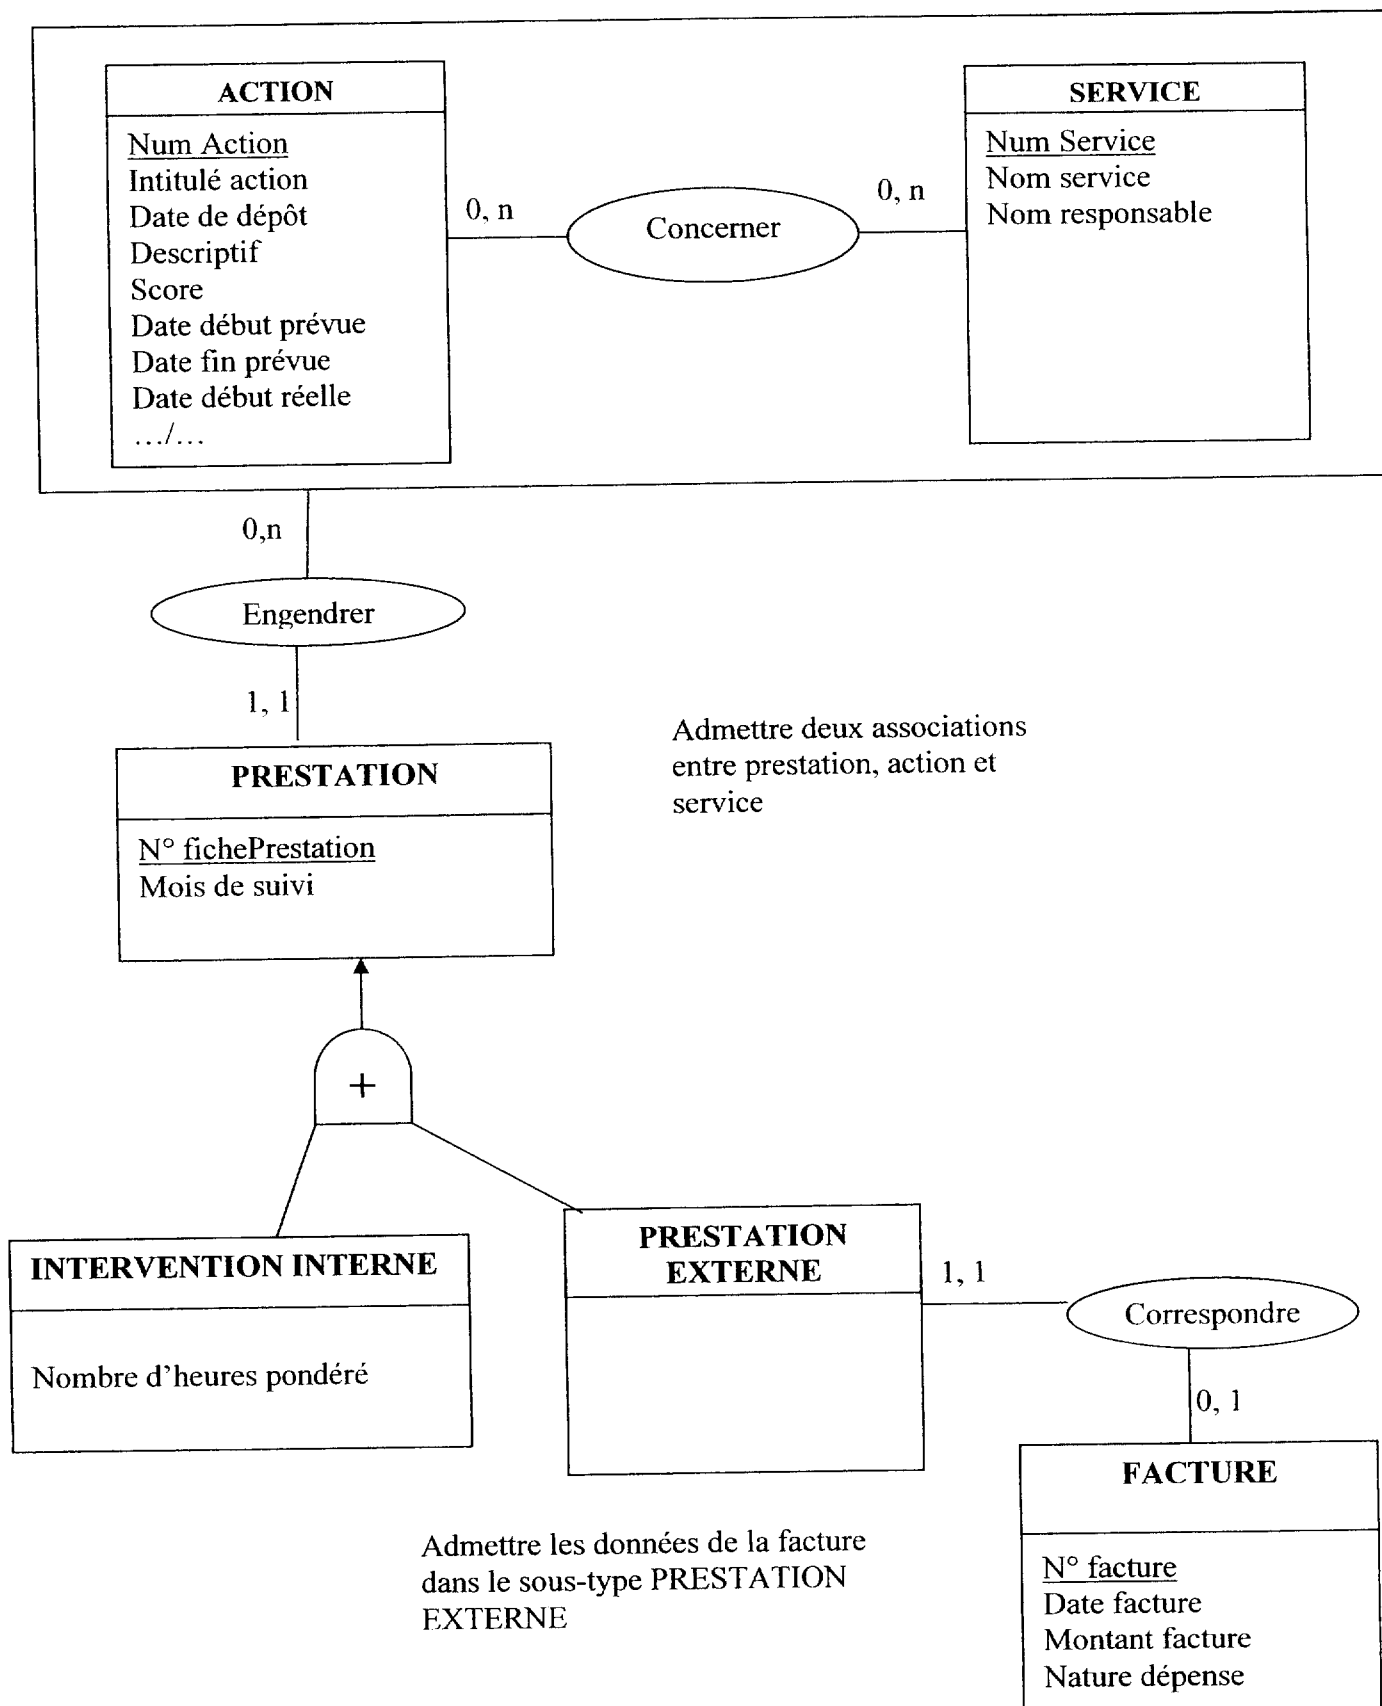 ACTION
Num Action
Intitulé action
Date de dépôt
Descriptif
Score
Date début prévue
Date fin prévue
Date début réelle
…/…
0, n
Concerner
0, n
SERVICE
Num Service
Nom service
Nom responsable
0,n
Engendrer
1, 1
PRESTATION
N° fichePrestation
Mois de suivi
Admettre deux associations
entre prestation, action et
service
+
INTERVENTION INTERNE
Nombre d'heures pondéré
PRESTATION
EXTERNE
1, 1
Correspondre
0, 1
FACTURE
N° facture
Date facture
Montant facture
Nature dépense
Admettre les données de la facture
dans le sous-type PRESTATION
EXTERNE